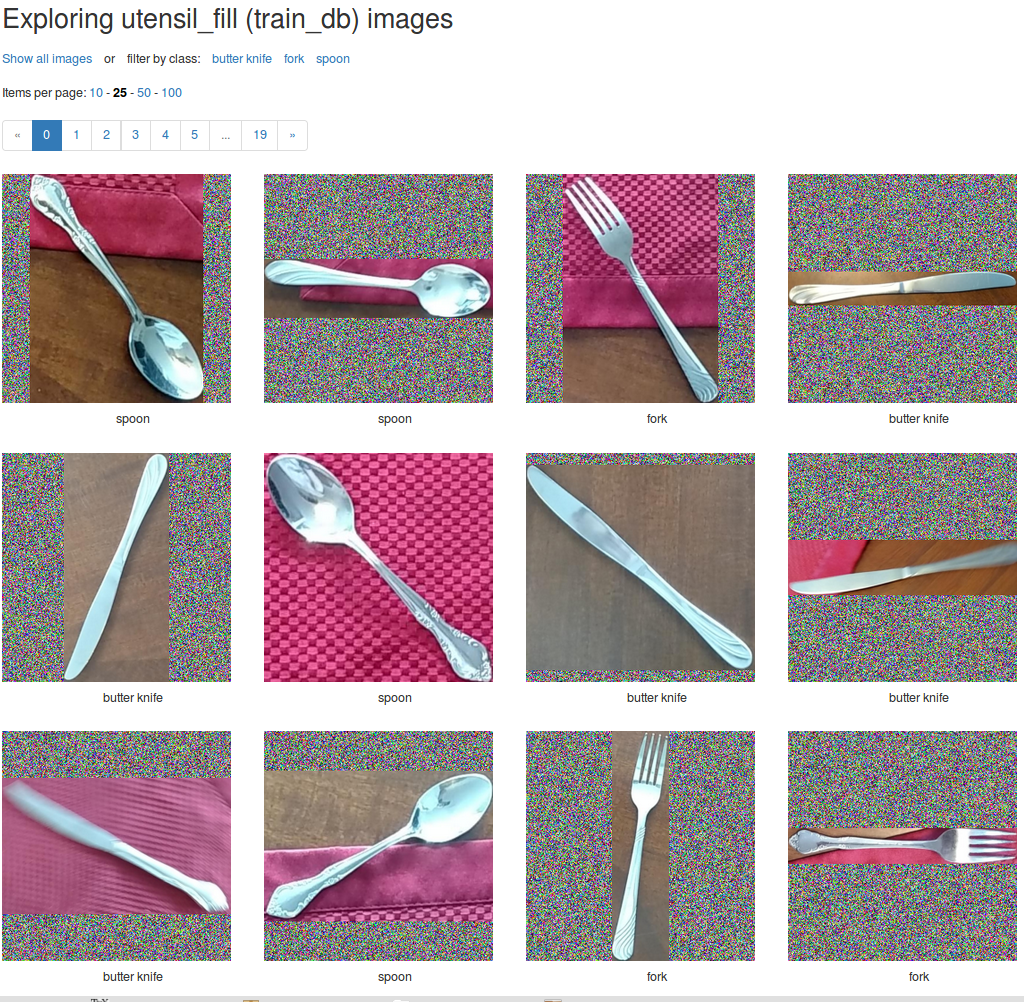 Exploring utensil_fill (train_db) images
Show all images or filter by class: butter knife fork spoon
Items per page: 10 - 25 - 50 - 100
« 0 1 2 3 4 5 ... 19 »
spoon spoon fork butter knife
butter knife spoon butter knife butter knife
butter knife spoon fork fork